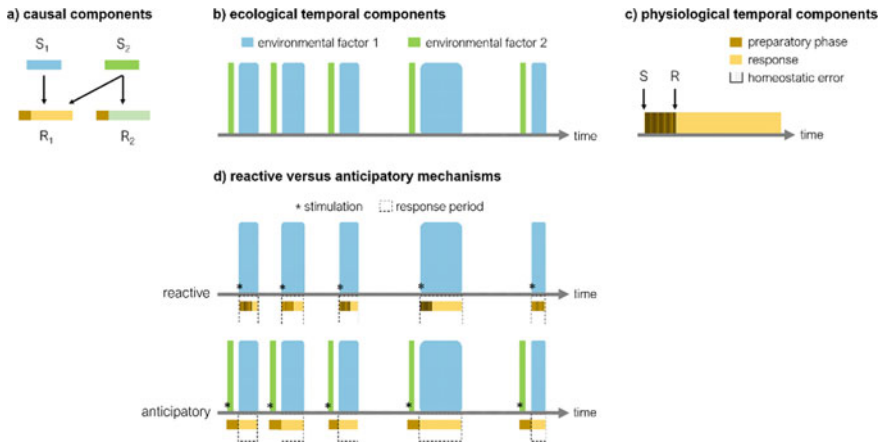 a) causal components
S1
S2
R1
R2
b) ecological temporal components
environmental factor 1
environmental factor 2
time
c) physiological temporal components
preparatory phase
response
homeostatic error
S
R
time
d) reactive versus anticipatory mechanisms
* stimulation
response period
*
*
*
*
*
reactive
time
*
*
*
*
*
anticipatory
time